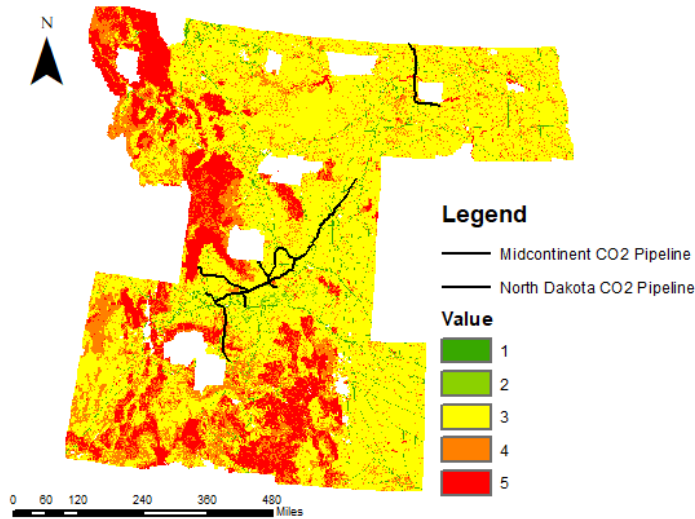 N
Legend
Midcontinent CO2 Pipeline
North Dakota CO2 Pipeline
Value
1
2
3
4
5
0 60 120 240 360 480
Miles